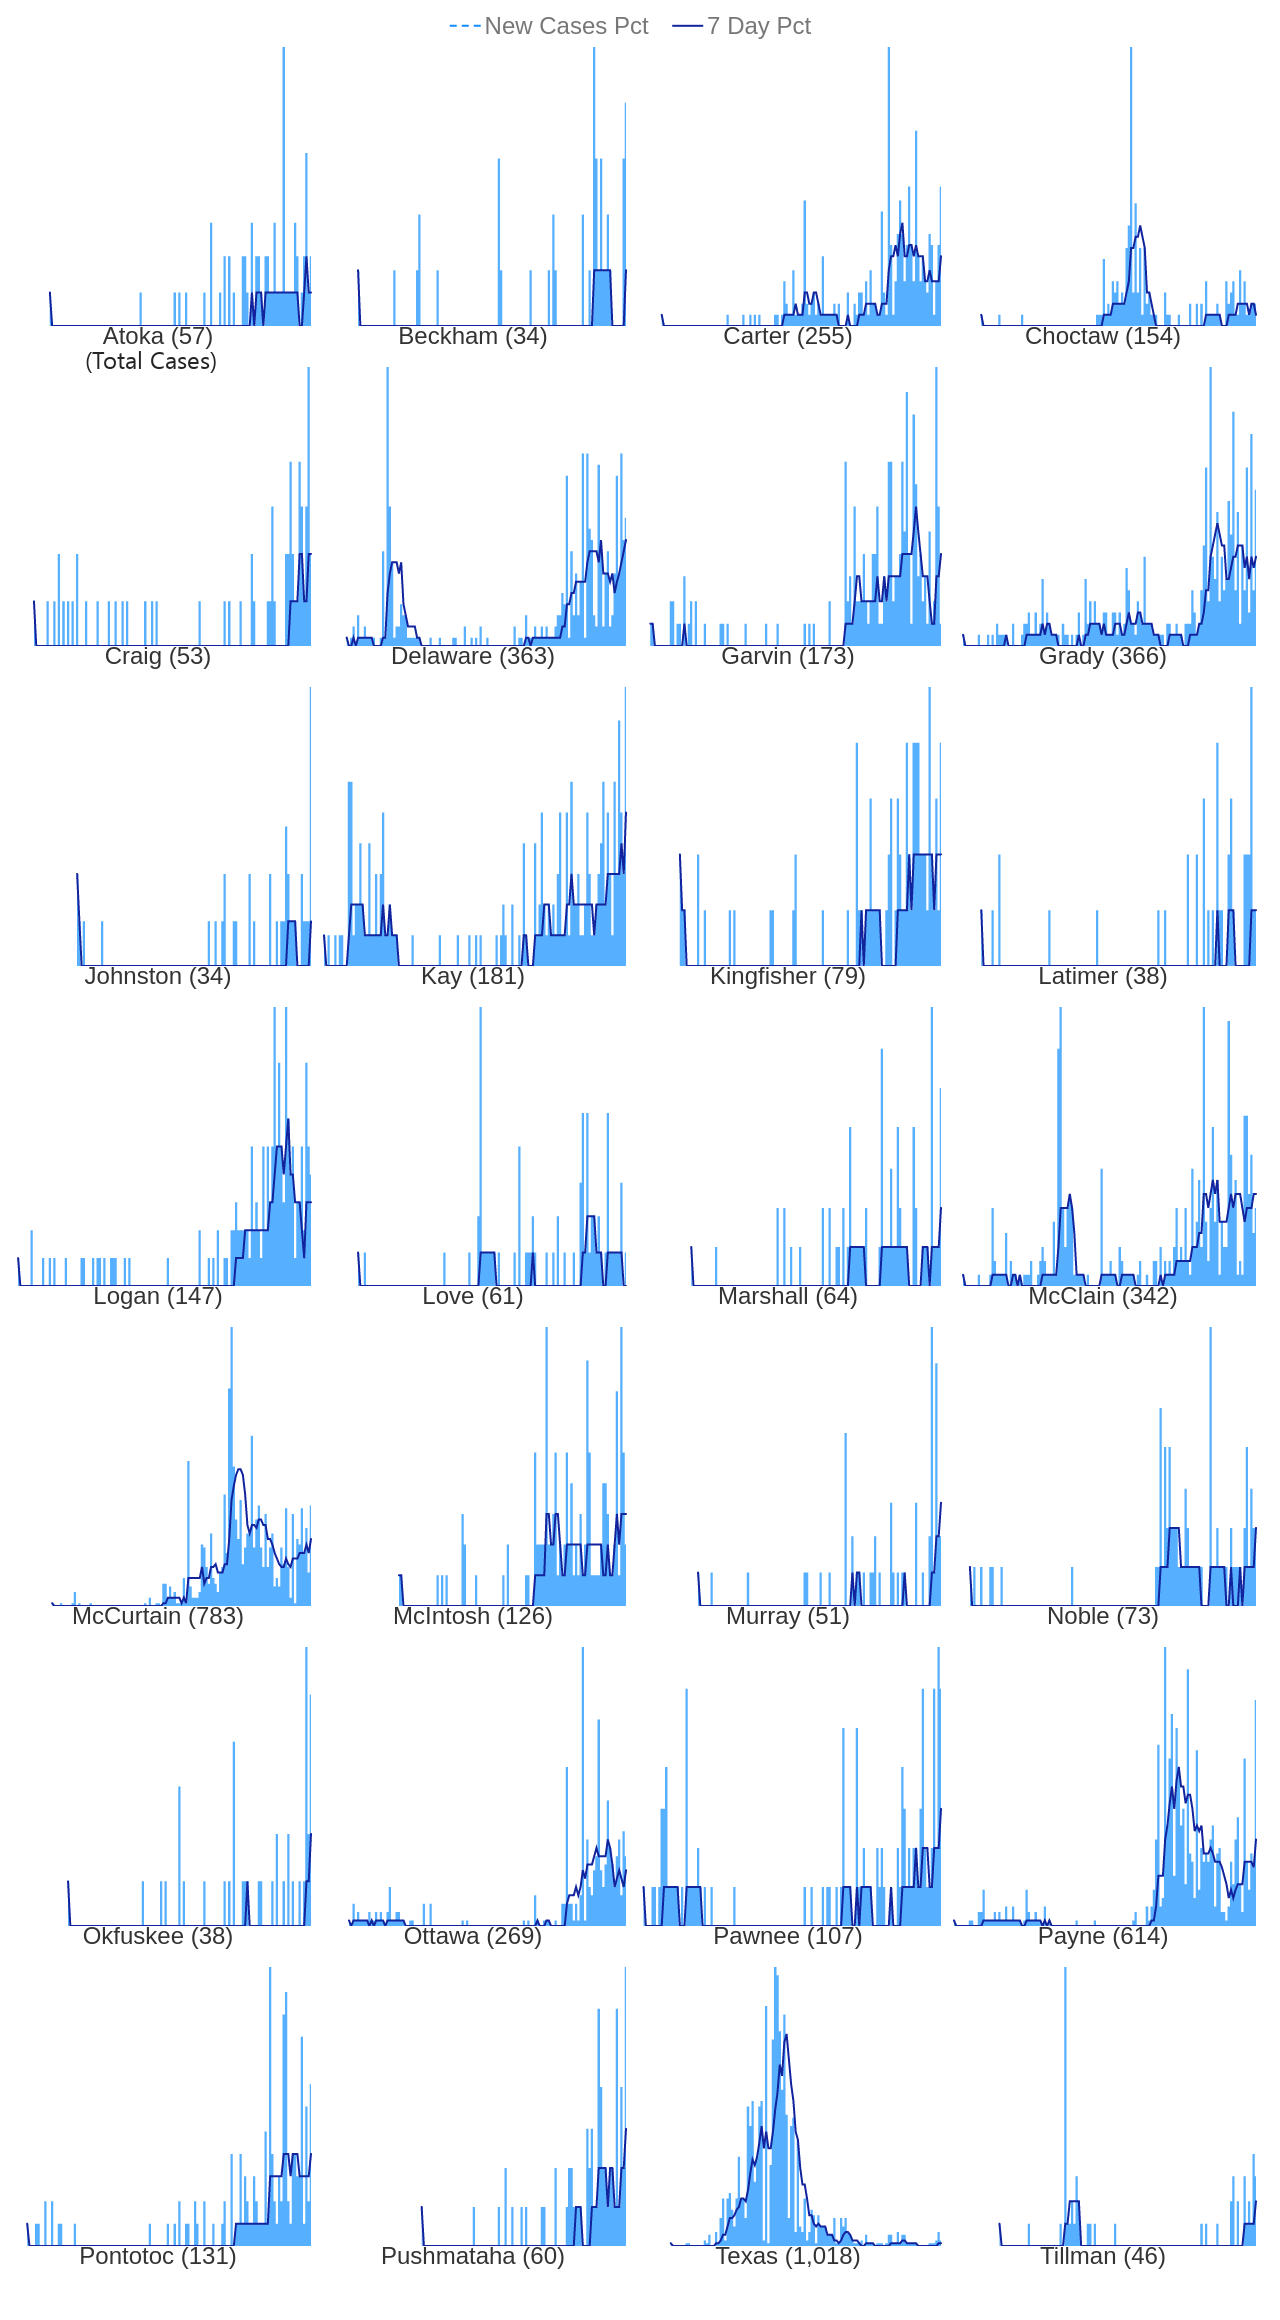 New Cases Pct 7 Day Pct
Atoka (57) Beckham (34) Carter (255) Choctaw (154)
(Total Cases)
Craig (53) Delaware (363) Garvin (173) Grady (366)
Johnston (34) Kay (181) Kingfisher (79) Latimer (38)
Logan (147) Love (61) Marshall (64) McClain (342)
McCurtain (783) McIntosh (126) Murray (51) Noble (73)
Okfuskee (38) Ottawa (269) Pawnee (107) Payne (614)
Pontotoc (131) Pushmataha (60) Texas (1,018) Tillman (46)